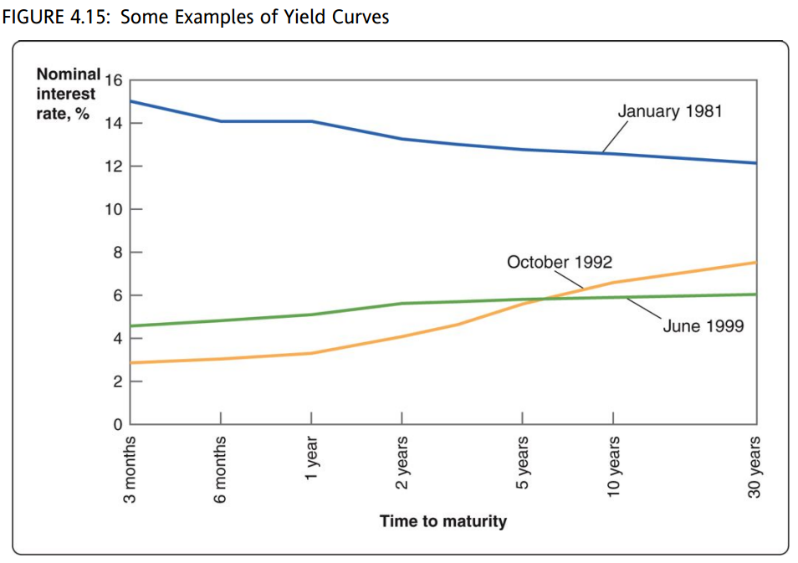 FIGURE 4.15: Some Examples of Yield Curves
Nominal
interest
rate, %
16
14
12
10
8
6
4
2
0
January 1981
October 1992
June 1999
3 months
6 months
1 year
2 years
5 years
10 years
30 years
Time to maturity